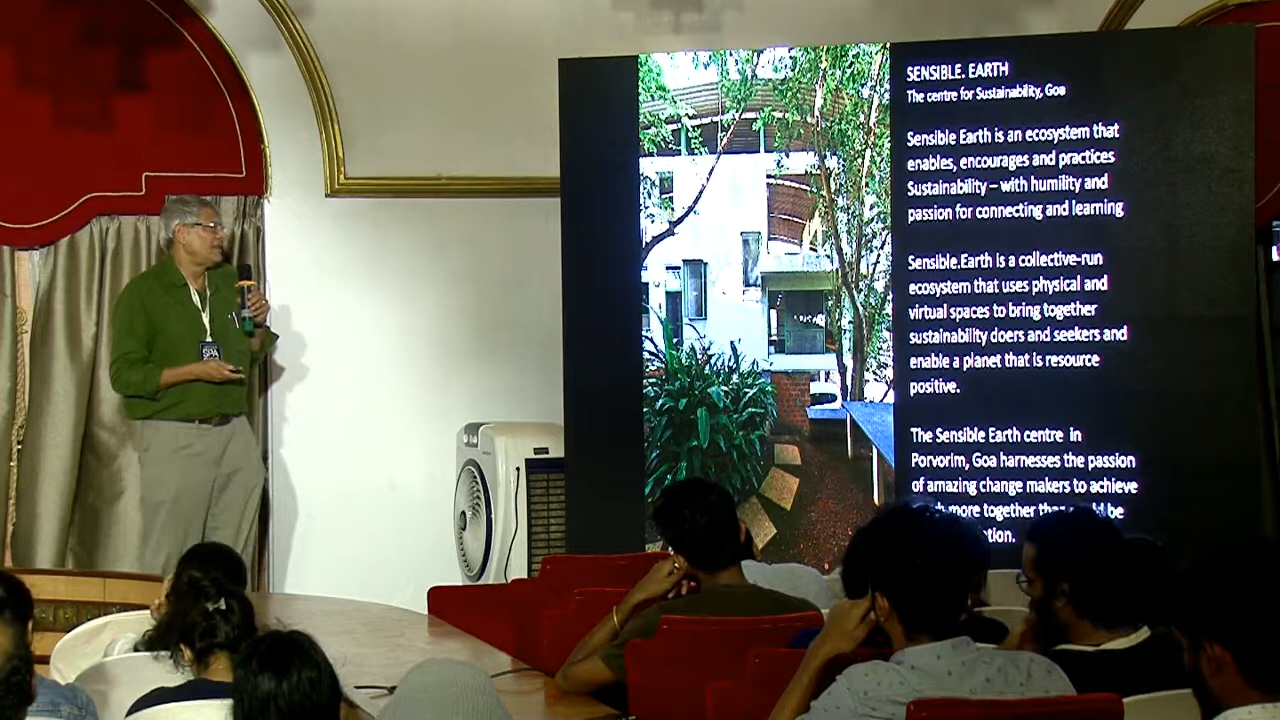 SENSIBLE. EARTH
The centre for Sustainability, Goa
Sensible Earth is an ecosystem that
enables, encourages and practices
Sustainability – with humility and
passion for connecting and learning
Sensible.Earth is a collective-run
ecosystem that uses physical and
virtual spaces to bring together
sustainability doers and seekers and
enable a planet that is resource
positive.
The Sensible Earth centre in
Porvorim, Goa harnesses the passion
of amazing change makers to achieve
more together be
SPA